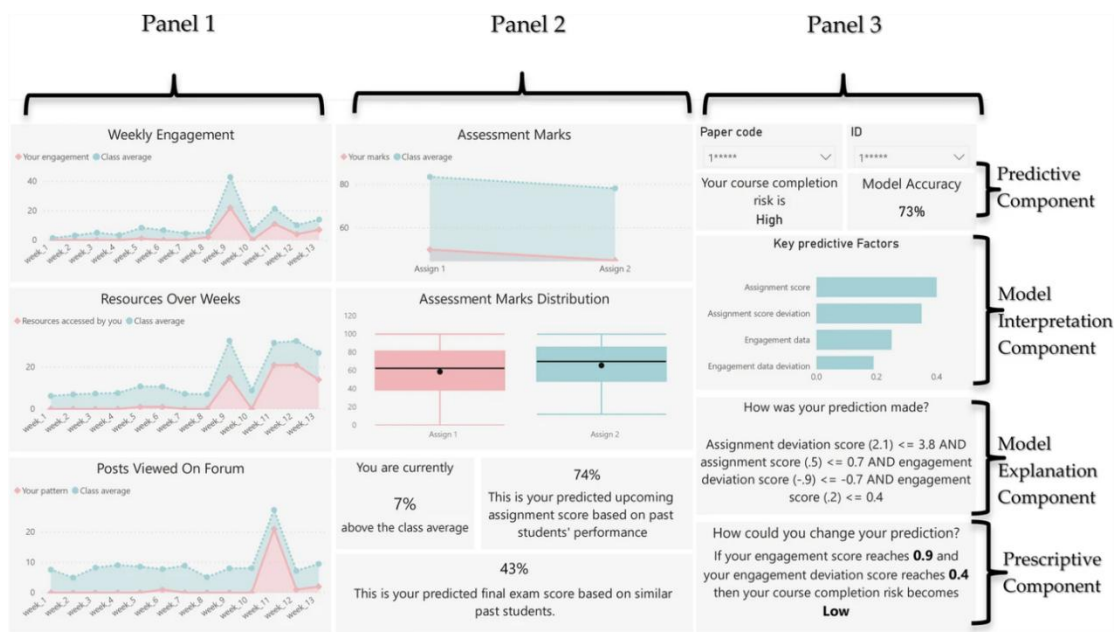 Panel 1
Panel 2
Panel 3
Weekly Engagement
Your engagement Class average
40
20
0
week_1 week_2 week_3 week_4 week_5 week_6 week_7 week_8 week_9 week_10 week_11 week_12 week_13
Resources Over Weeks
Resources accessed by you Class average
20
0
week_1 week_2 week_3 week_4 week_5 week_6 week_7 week_8 week_9 week_10 week_11 week_12 week_13
Posts Viewed On Forum
Your pattern Class average
20
10
0
week_1 week_2 week_3 week_4 week_5 week_6 week_7 week_8 week_9 week_10 week_11 week_12 week_13
Assessment Marks
Your marks Class average
80
60
Assign 1 Assign 2
Assessment Marks Distribution
120
100
80
60
40
20
0
Assign 1 Assign 2
You are currently
7%
above the class average
74%
This is your predicted upcoming
assignment score based on past
students' performance
43%
This is your predicted final exam score based on similar
past students.
Paper code
1*****
ID
1*****
Your course completion
risk is
High
Model Accuracy
73%
Predictive
Component
Key predictive Factors
Assignment score
Assignment score deviation
Engagement data
Engagement data deviation
0.0 0.2 0.4
Model
Interpretation
Component
How was your prediction made?
Assignment deviation score (2.1) <= 3.8 AND
assignment score (.5) <= 0.7 AND engagement
deviation score (-.9) <= -0.7 AND engagement
score (.2) <= 0.4
Model
Explanation
Component
How could you change your prediction?
If your engagement score reaches 0.9 and
your engagement deviation score reaches 0.4
then your course completion risk becomes
Low
Prescriptive
Component